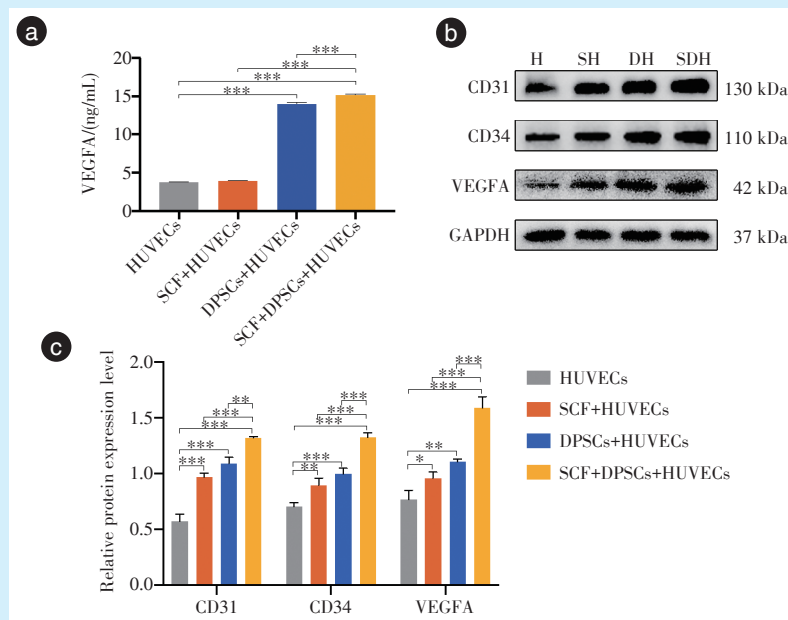 a
VEGFA/(ng/mL)
20
15
10
5
0
***
***
***
***
HUVECs
SCF+HUVECs
DPSCs+HUVECs
SCF+DPSCs+HUVECs
b
H SH DH SDH
CD31 130 kDa
CD34 110 kDa
VEGFA 42 kDa
GAPDH 37 kDa
c
Relative protein expression level
2.0
1.5
1.0
0.5
0.0
**
***
***
***
***
***
***
***
***
**
***
***
***
**
*
CD31 CD34 VEGFA
HUVECs
SCF+HUVECs
DPSCs+HUVECs
SCF+DPSCs+HUVECs